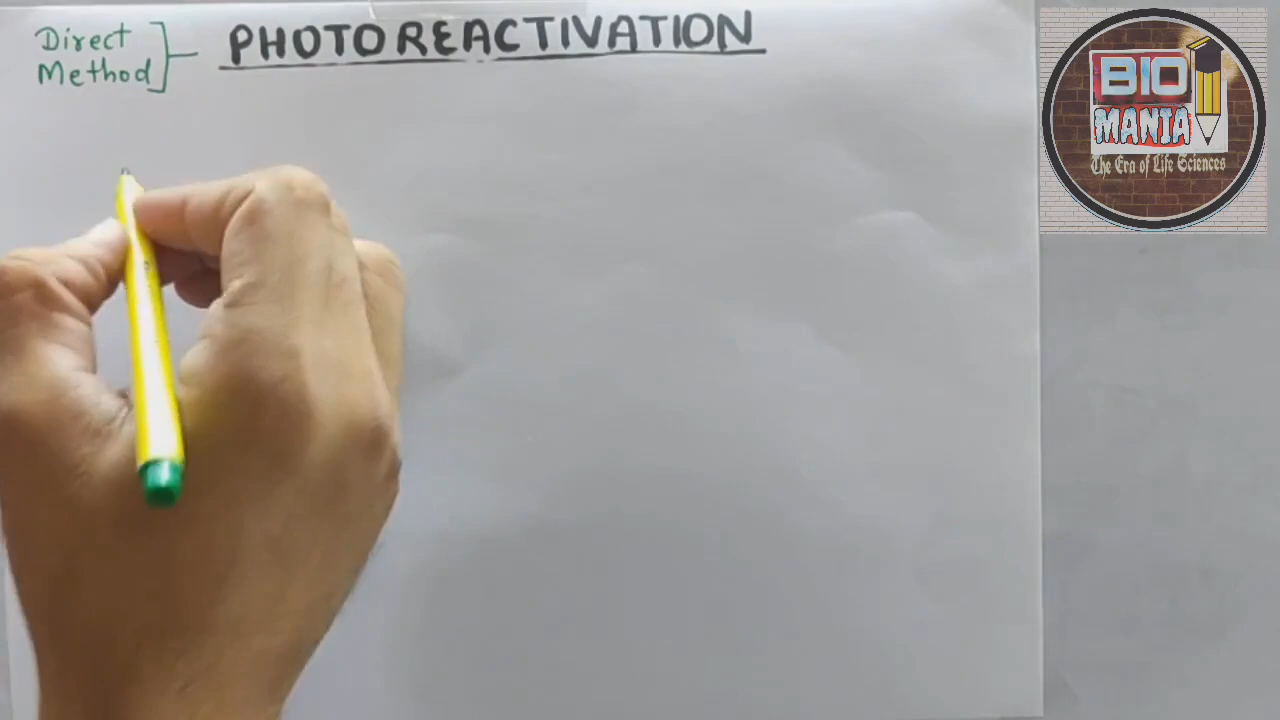 Direct
Method
PHOTOREACTIVATION
BIO
MANIA
The Era of Life Sciences